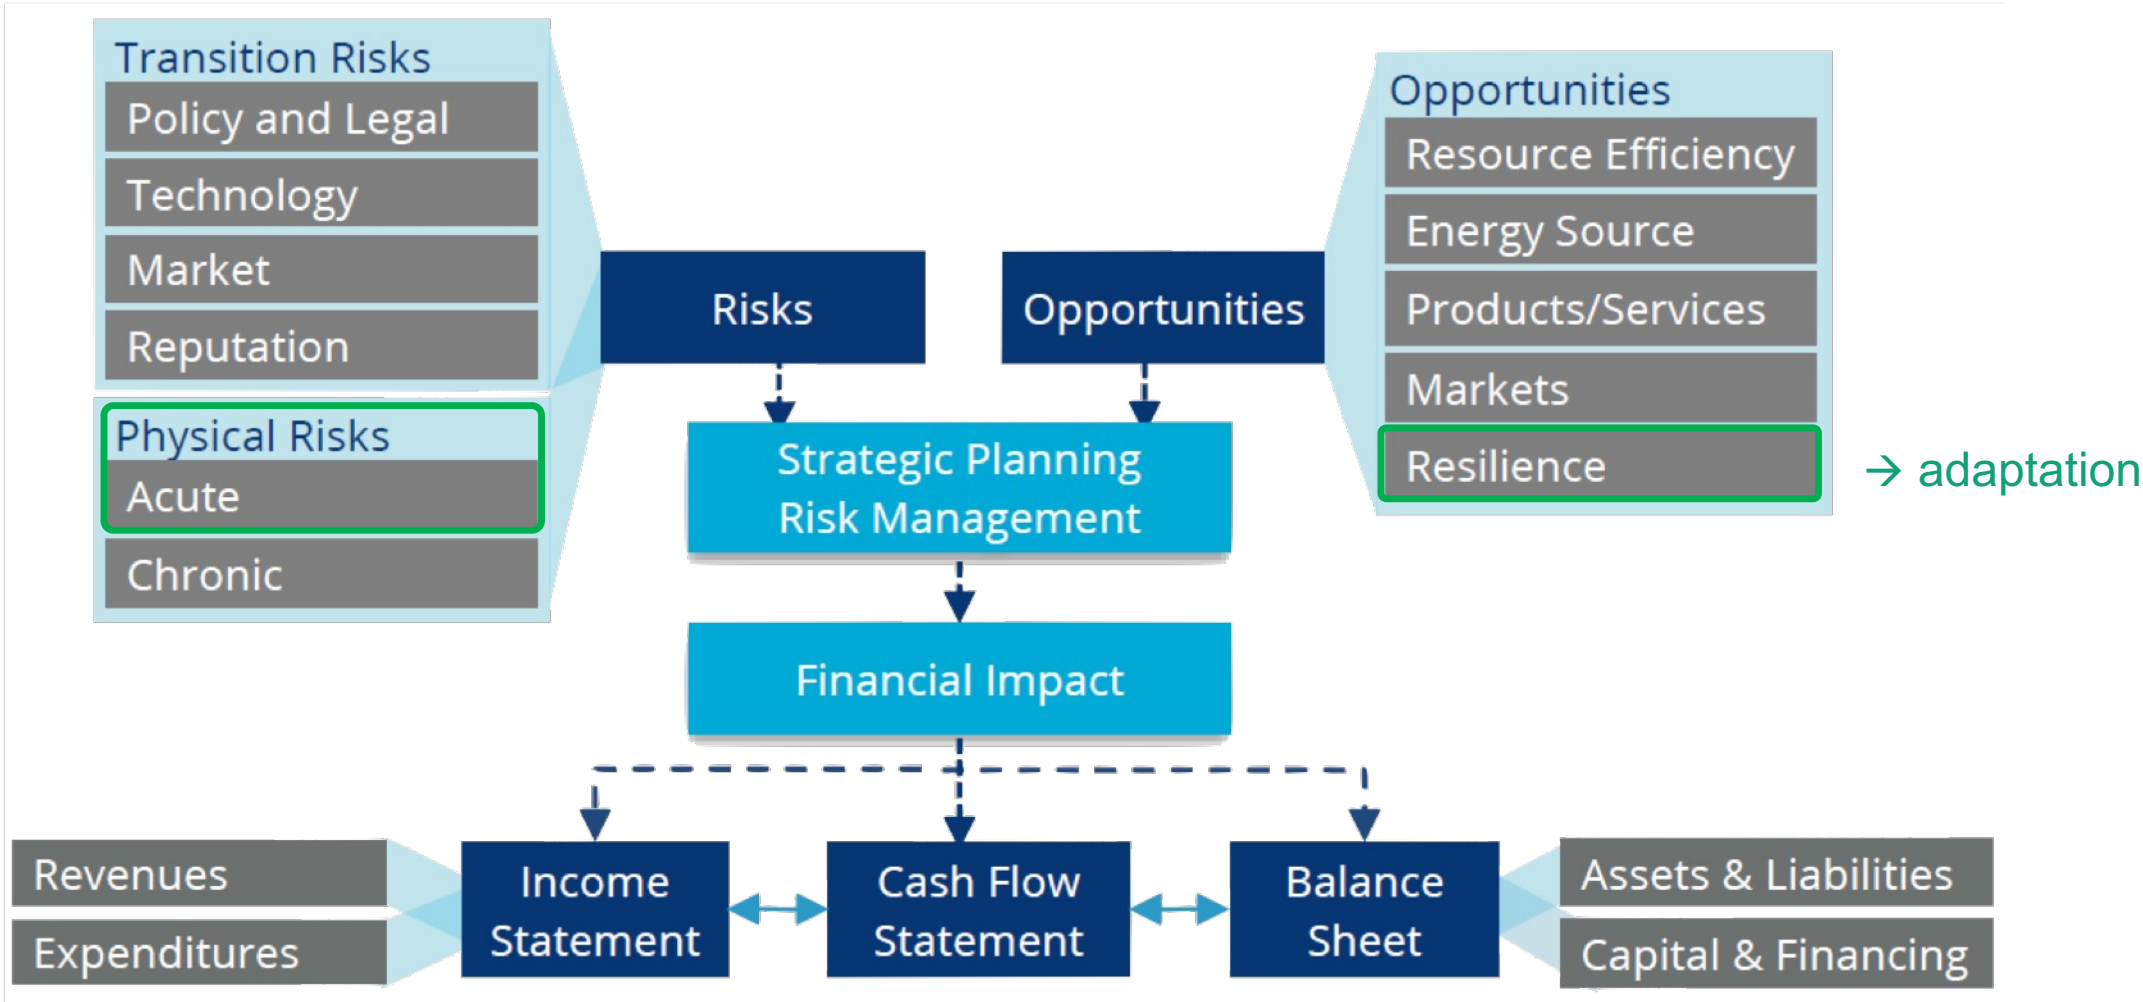 Transition Risks
Policy and Legal
Technology
Market
Reputation
Physical Risks
Acute
Chronic
Risks
Opportunities
Opportunities
Resource Efficiency
Energy Source
Products/Services
Markets
Resilience
→ adaptation
Strategic Planning
Risk Management
Financial Impact
Revenues
Expenditures
Income
Statement
Cash Flow
Statement
Balance
Sheet
Assets & Liabilities
Capital & Financing